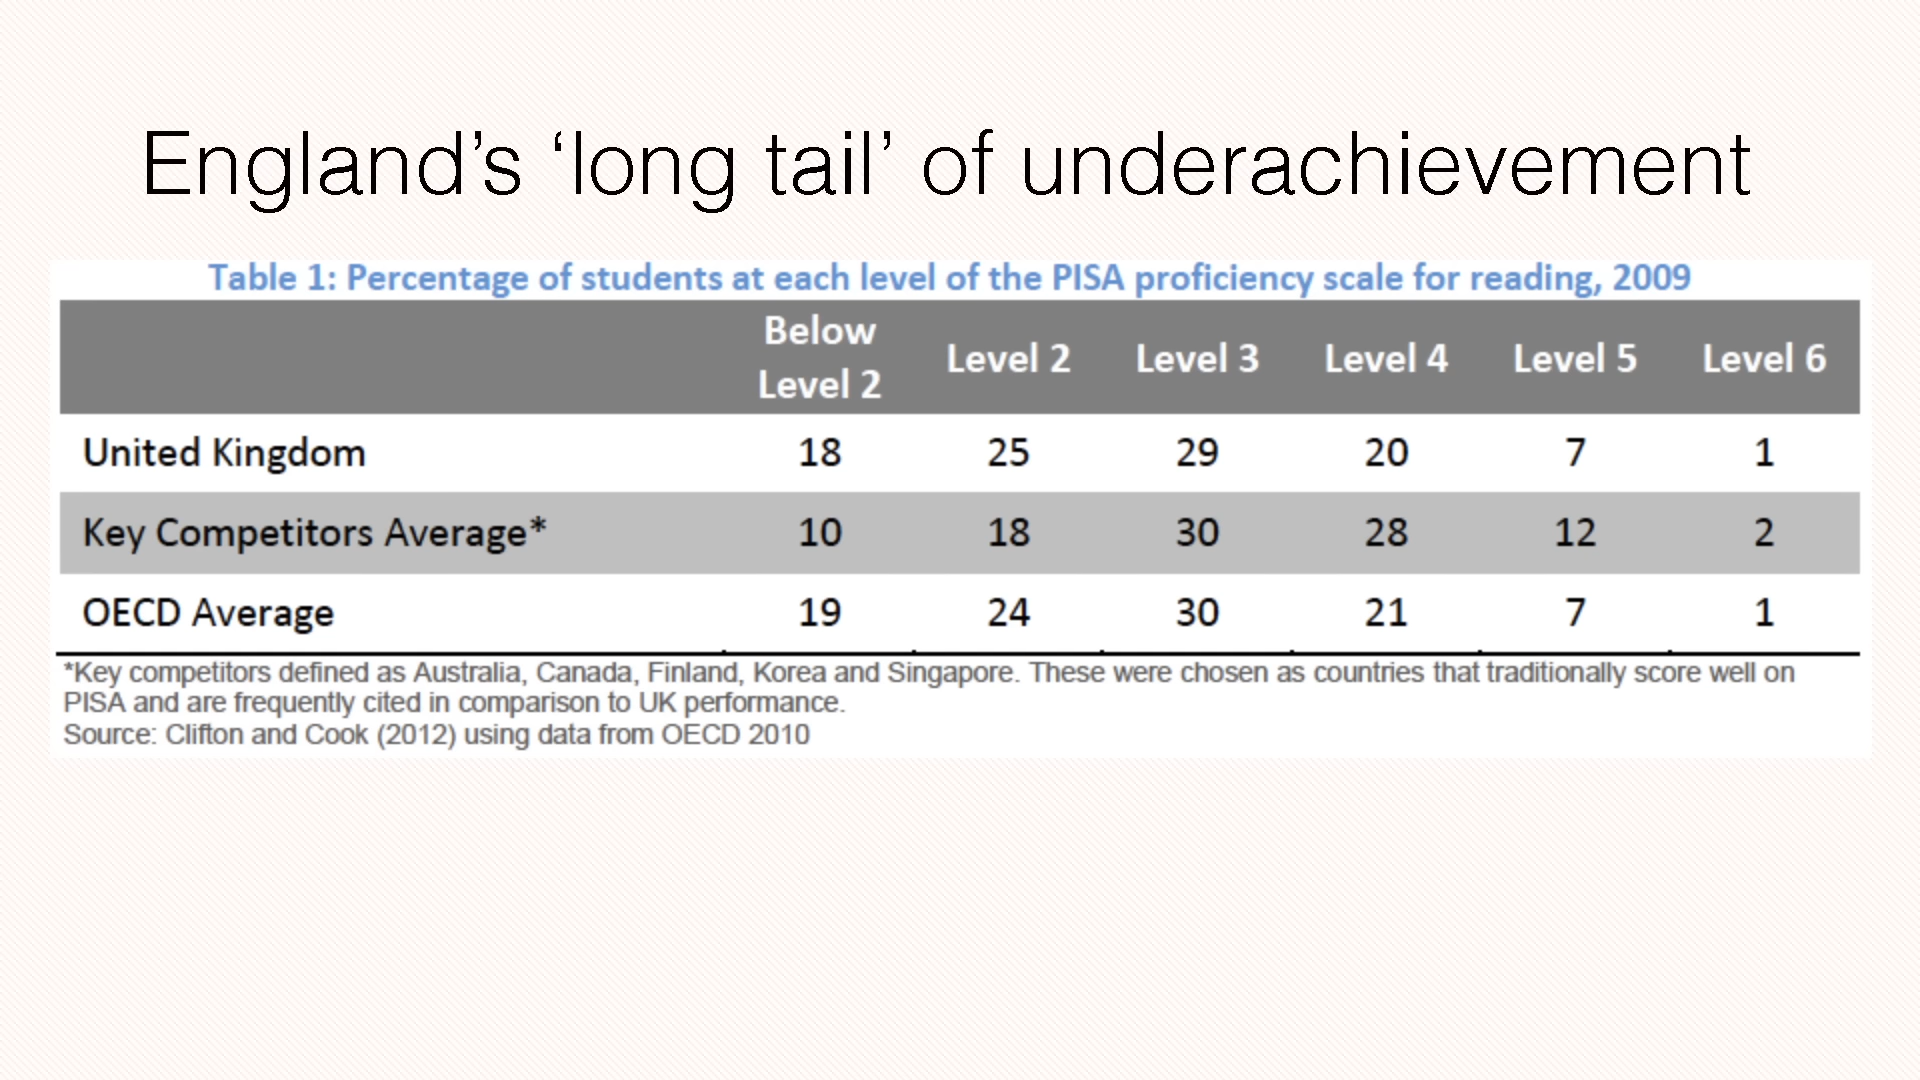 England’s ‘long tail’ of underachievement
Table 1: Percentage of students at each level of the PISA proficiency scale for reading, 2009
Below Level 2 Level 2 Level 3 Level 4 Level 5 Level 6
United Kingdom 18 25 29 20 7 1
Key Competitors Average* 10 18 30 28 12 2
OECD Average 19 24 30 21 7 1
*Key competitors defined as Australia, Canada, Finland, Korea and Singapore. These were chosen as countries that traditionally score well on
PISA and are frequently cited in comparison to UK performance.
Source: Clifton and Cook (2012) using data from OECD 2010